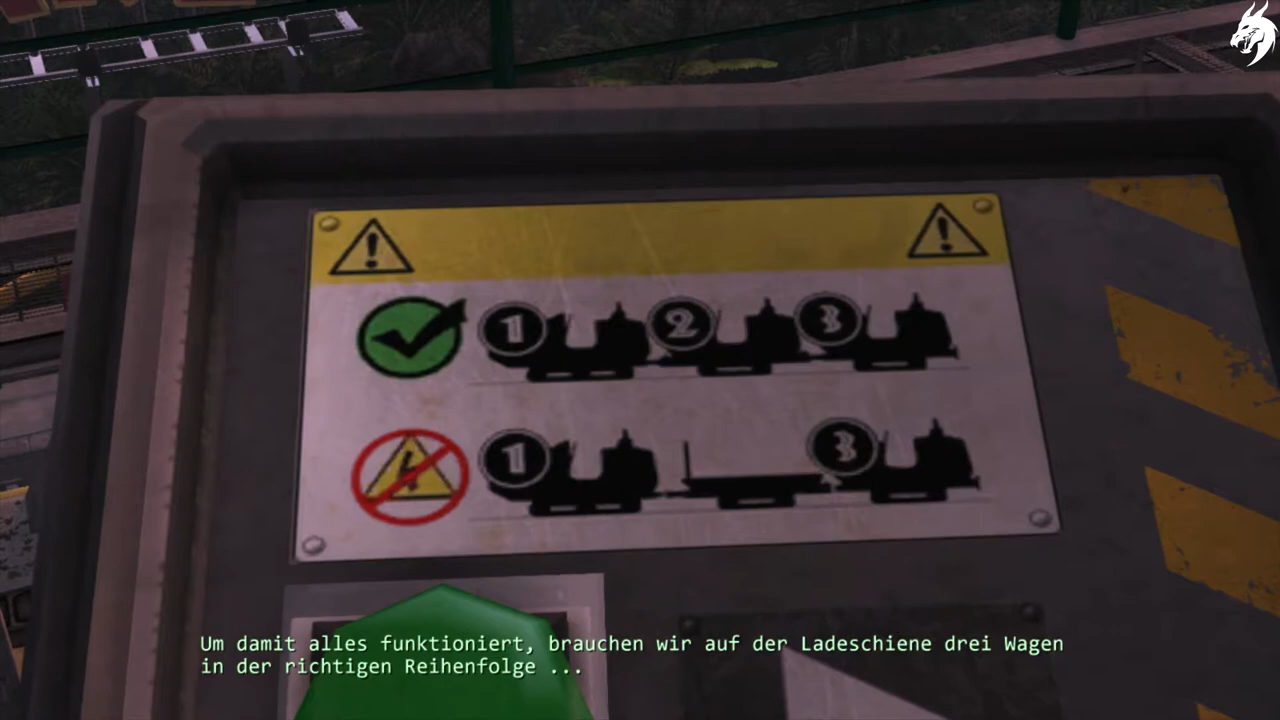 1 2 3
1 3
Um damit alles funktioniert, brauchen wir auf der Ladeschiene drei Wagen
in der richtigen Reihenfolge ...